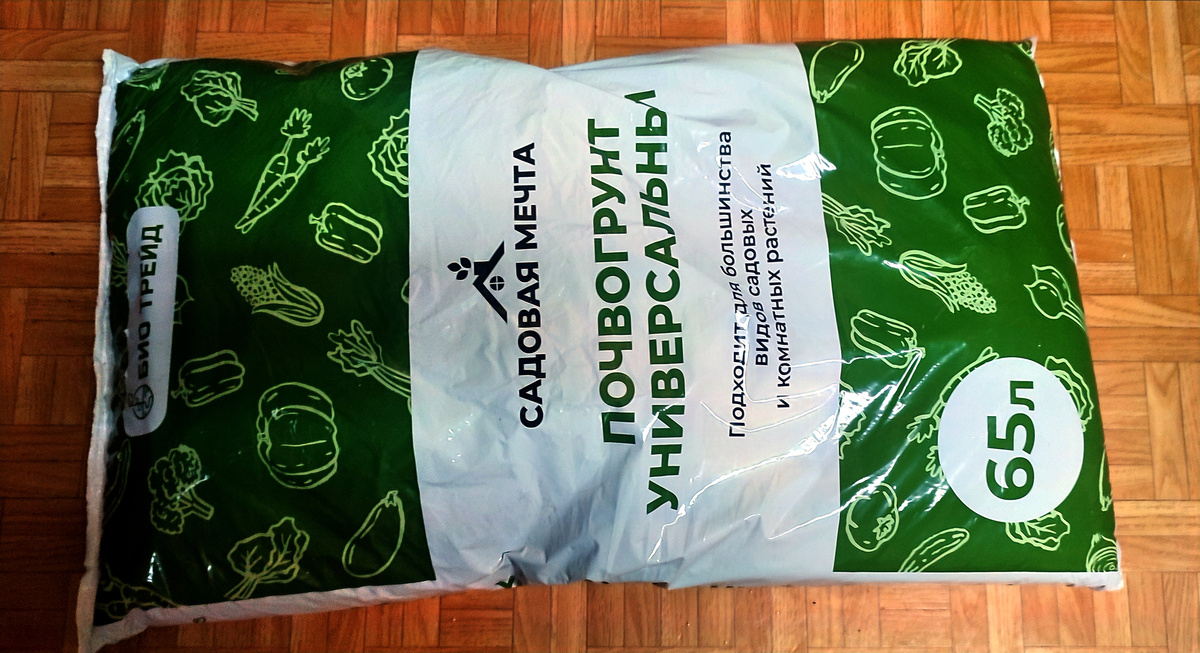 БИО ТРЕЙД
САДОВАЯ МЕЧТА
ПОЧВОГРУНТ
УНИВЕРСАЛЬНЫ
Подходит для большинства
видов садовых
и комнатных растений
65л